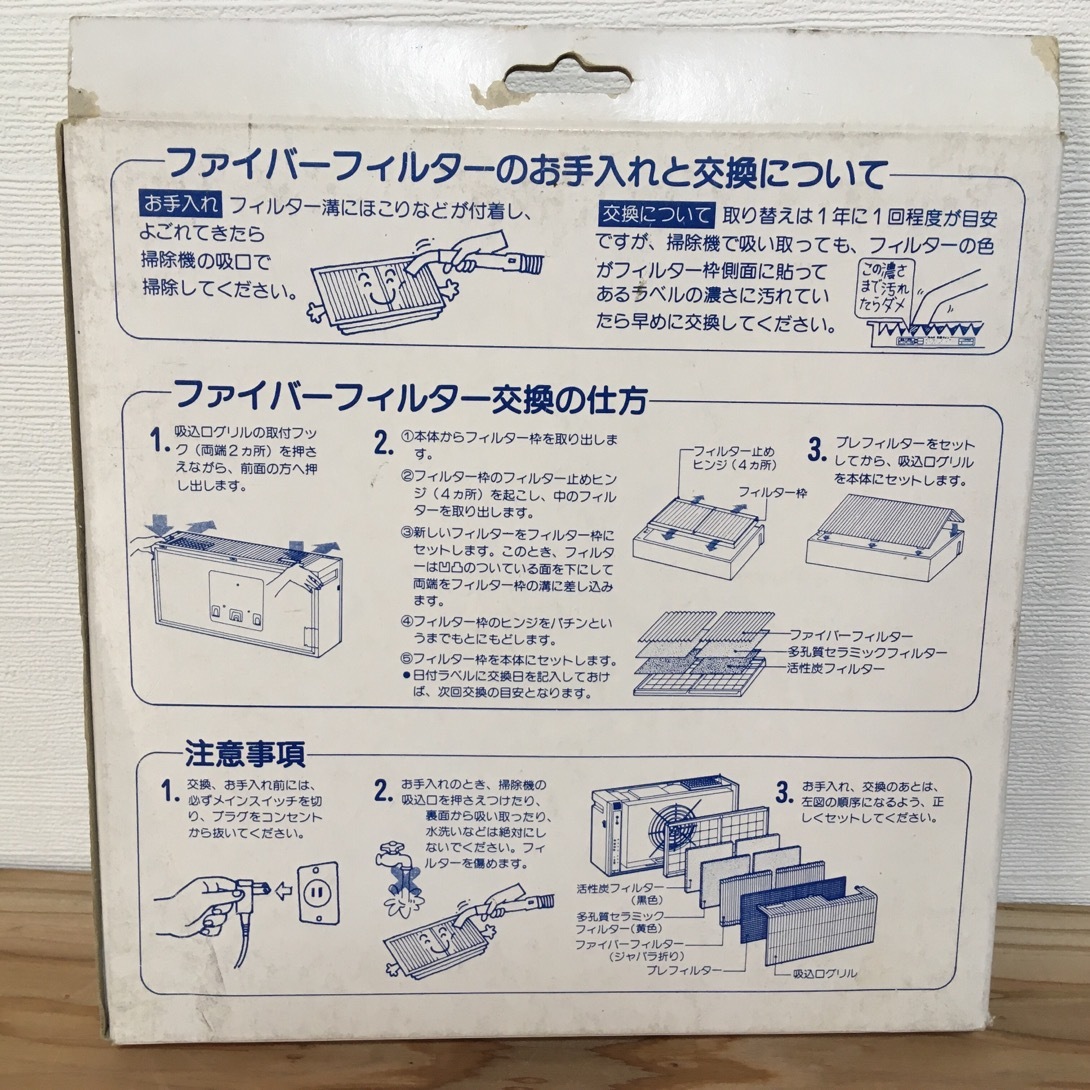 ファイバーフィルターのお手入れと交換について
お手入れ フィルター溝にほこりなどが付着し、
よごれてきたら
掃除機の吸口で
掃除してください。
交換について 取り替えは1年に1回程度が目安
ですが、掃除機で吸い取っても、フィルターの色
がフィルター枠側面に貼って
あるラベルの濃さに汚れてい
たら早めに交換してください。
この濃さ
まで汚れ
たらダメ
ファイバーフィルター交換の仕方
1. 吸込口グリルの取付フッ
ク（両端2ヵ所）を押さ
えながら、前面の方へ押
し出します。
2. ①本体からフィルター枠を取り出しま
す。
②フィルター枠のフィルター止めヒン
ジ（4ヵ所）を起こし、中のフィル
ターを取り出します。
③新しいフィルターをフィルター枠に
セットします。このとき、フィルタ
ーは凹凸のついている面を下にして
両端をフィルター枠の溝に差し込み
ます。
④フィルター枠のヒンジをパチンとい
うまでもとにもどします。
⑤フィルター枠を本体にセットします。
●日付ラベルに交換日を記入しておけ
ば、次回交換の目安となります。
フィルター止め
ヒンジ（4ヵ所）
フィルター枠
3. プレフィルターをセット
してから、吸込口グリル
を本体にセットします。
ファイバーフィルター
多孔質セラミックフィルター
活性炭フィルター
注意事項
1. 交換、お手入れ前には、
必ずメインスイッチを切
り、プラグをコンセント
から抜いてください。
2. お手入れのとき、掃除機の
吸込口を押さえつけたり、
裏面から吸い取ったり、
水洗いなどは絶対にし
ないでください。フィ
ルターを傷めます。
3. お手入れ、交換のあとは、
左図の順序になるよう、正
しくセットしてください。
活性炭フィルター
（黒色）
多孔質セラミック
フィルター（黄色）
ファイバーフィルター
（ジャバラ折り）
プレフィルター
吸込口グリル